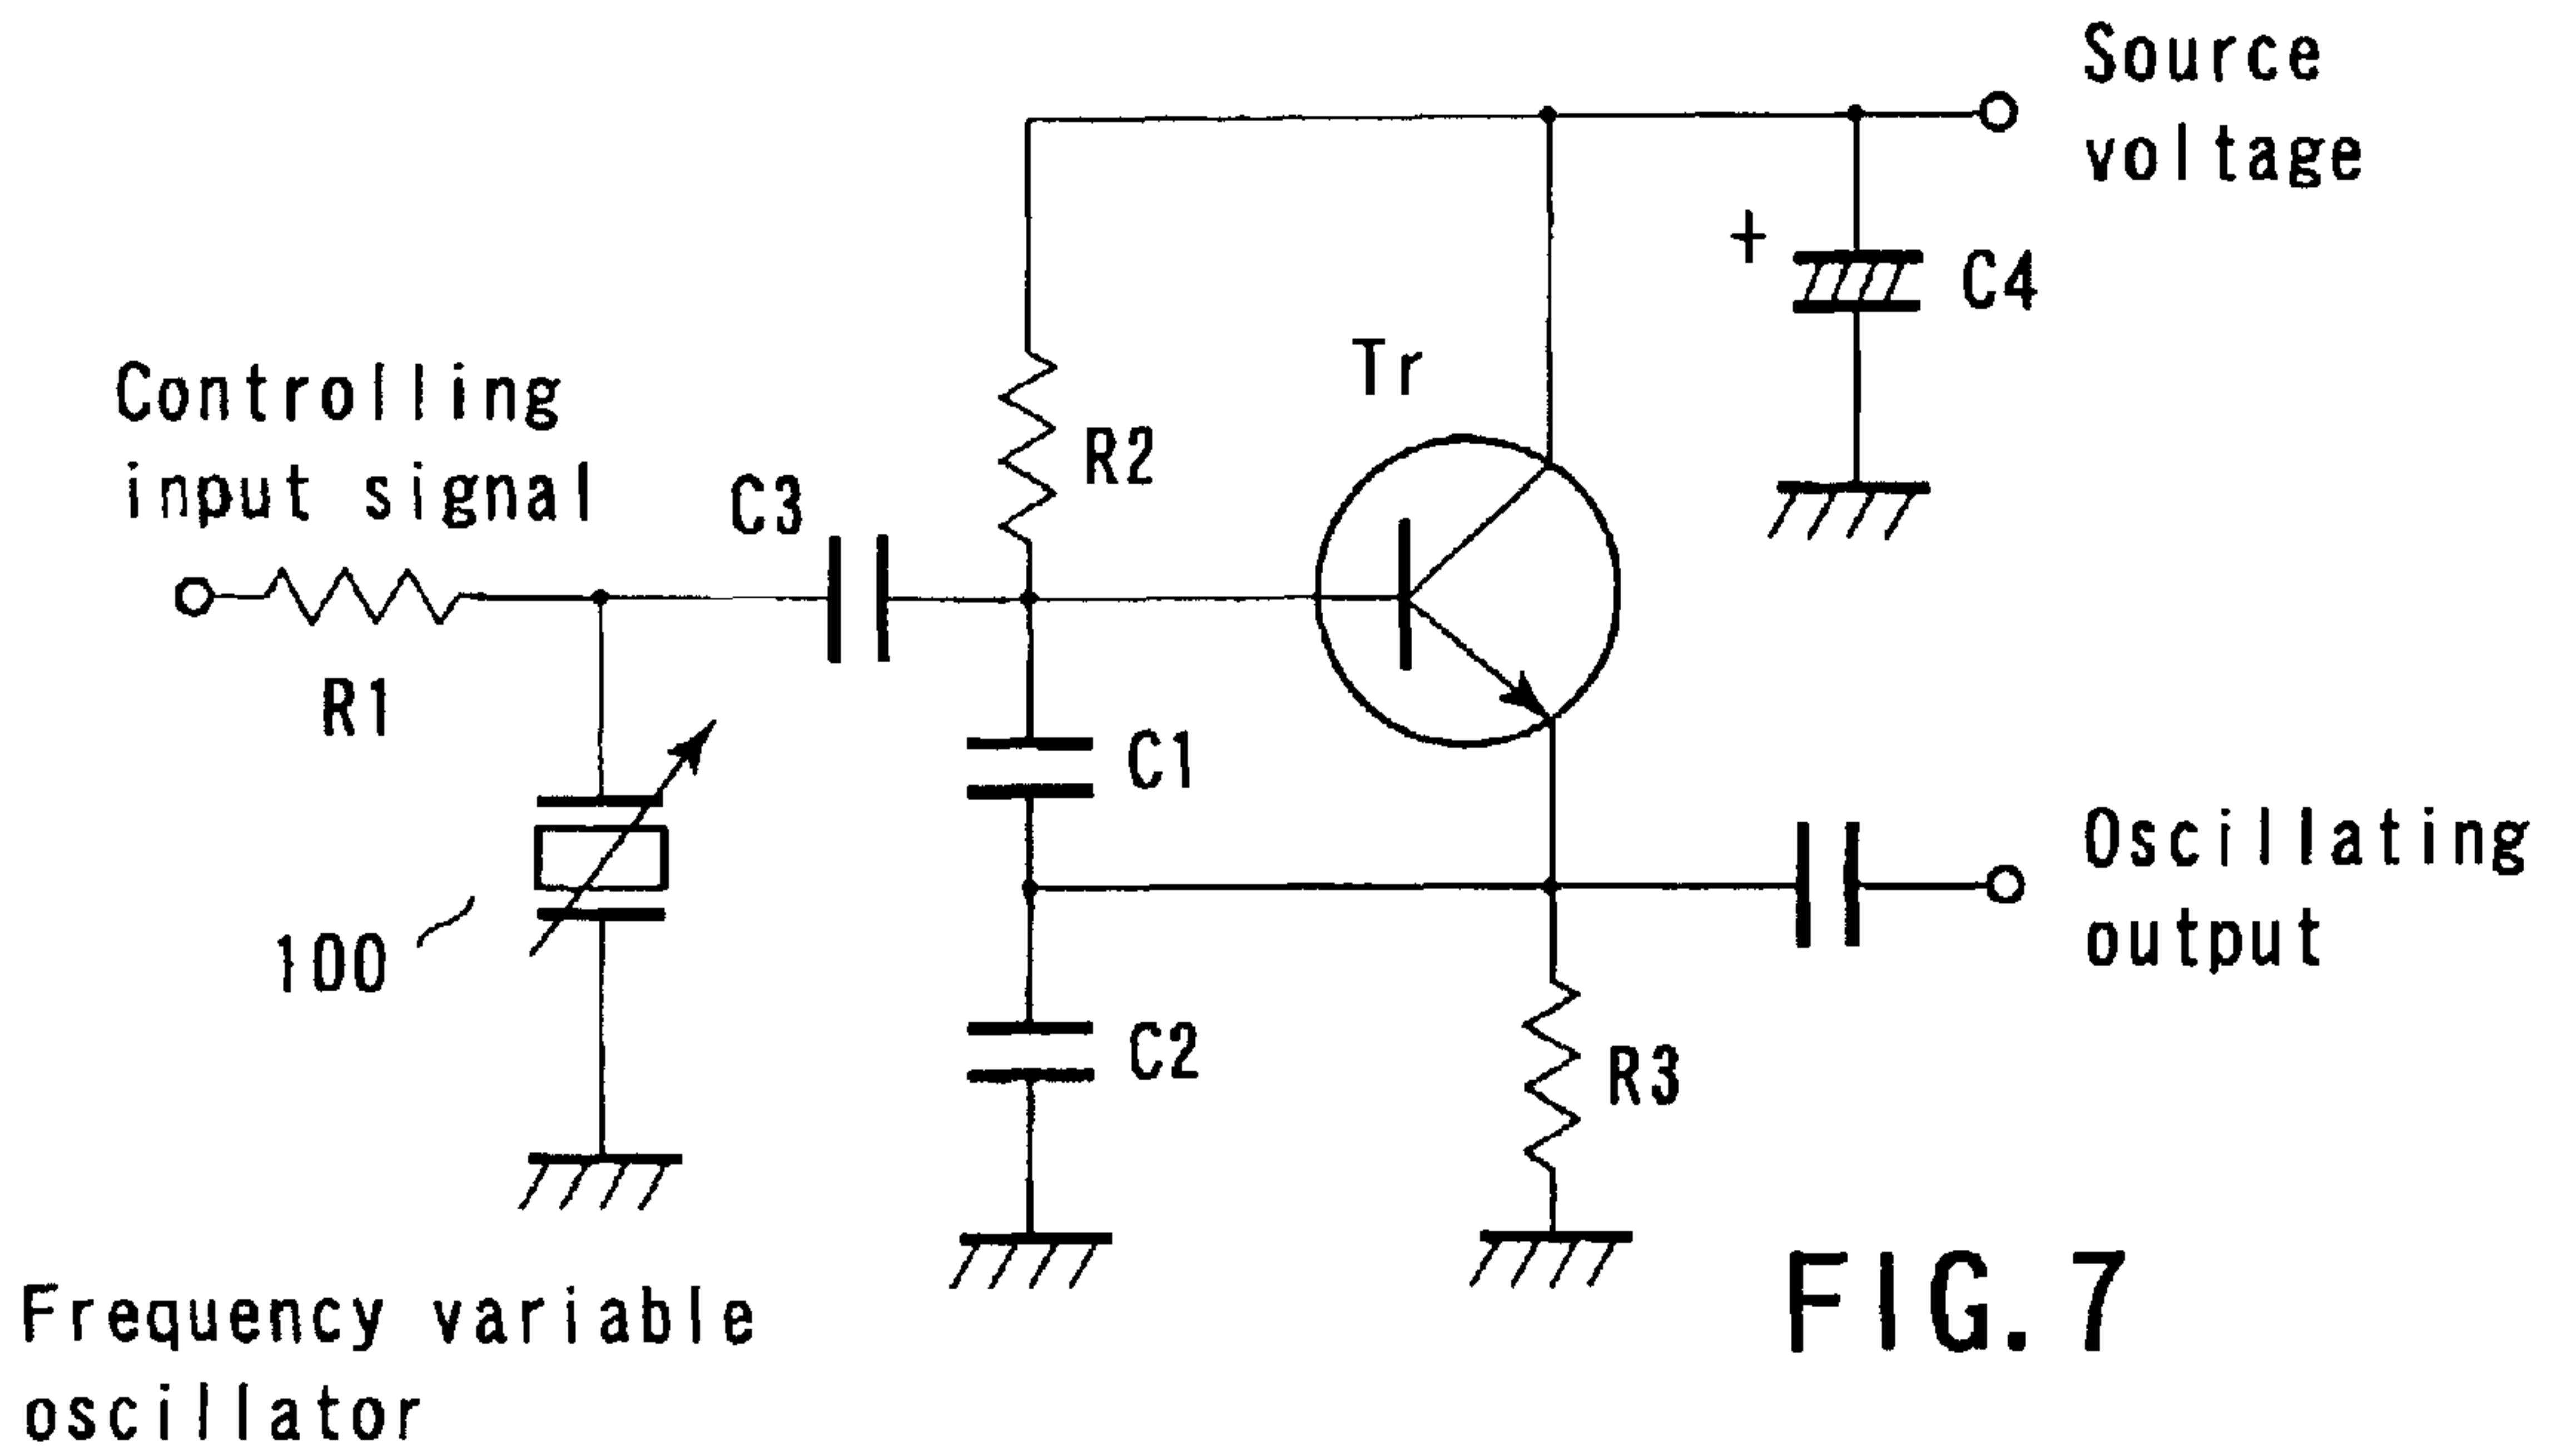 Source
voltage
+
C4
Tr
Controlling
input signal
R2
C3
R1
C1
Oscillating
output
100
C2
R3
FIG. 7
Frequency variable
oscillator